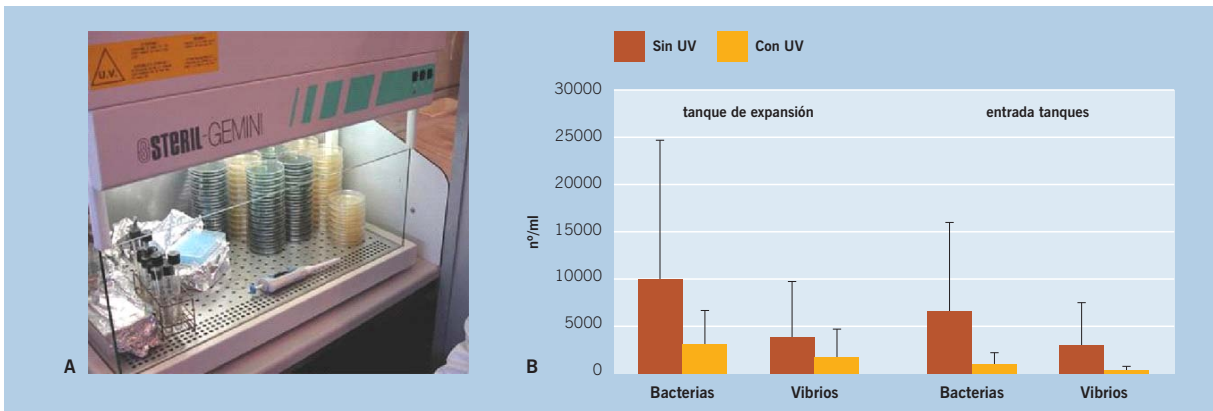 U.V.
STERIL-GEMINI
A
Sin UV
Con UV
30000
25000
20000
15000
10000
5000
0
nº/ml
tanque de expansión
entrada tanques
Bacterias
Vibrios
Bacterias
Vibrios
B